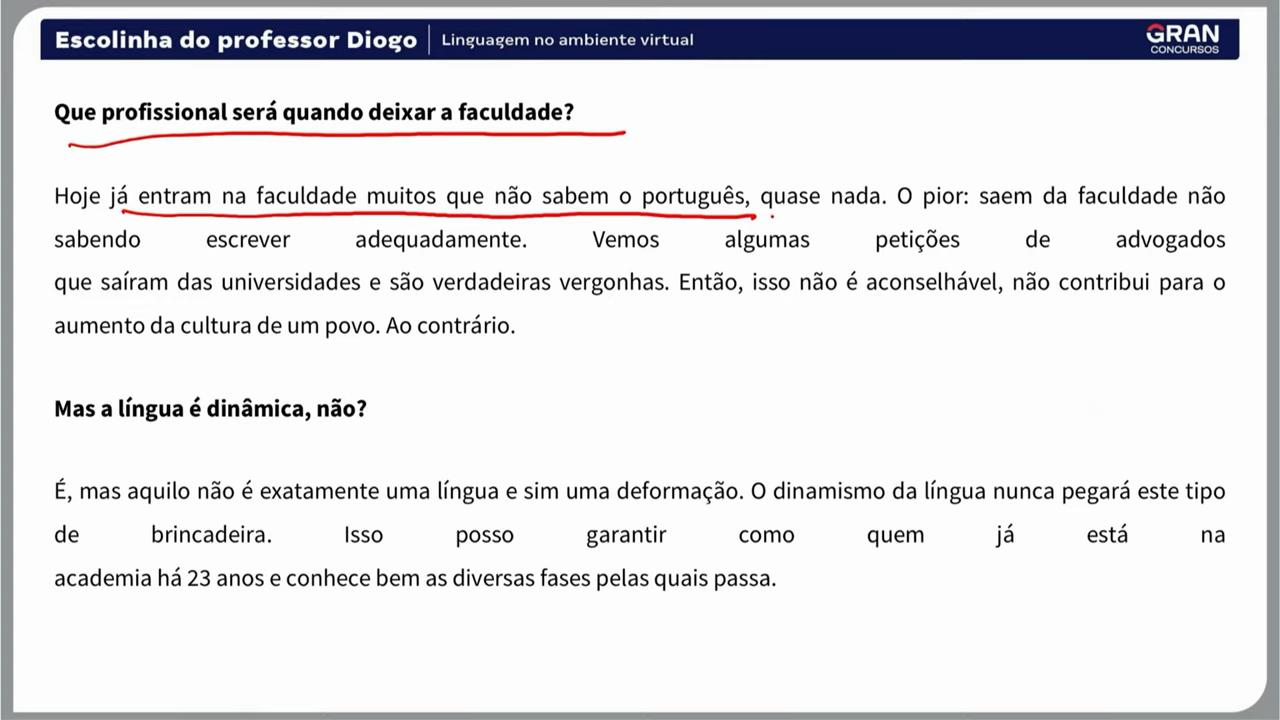 Escolinha do professor Diogo Linguagem no ambiente virtual GRAN
CONCURSOS
Que profissional será quando deixar a faculdade?
Hoje já entram na faculdade muitos que não sabem o português, quase nada. O pior: saem da faculdade não
sabendo escrever adequadamente. Vemos algumas petições de advogados
que saíram das universidades e são verdadeiras vergonhas. Então, isso não é aconselhável, não contribui para o
aumento da cultura de um povo. Ao contrário.
Mas a língua é dinâmica, não?
É, mas aquilo não é exatamente uma língua e sim uma deformação. O dinamismo da língua nunca pegará este tipo
de brincadeira. Isso posso garantir como quem já está na
academia há 23 anos e conhece bem as diversas fases pelas quais passa.